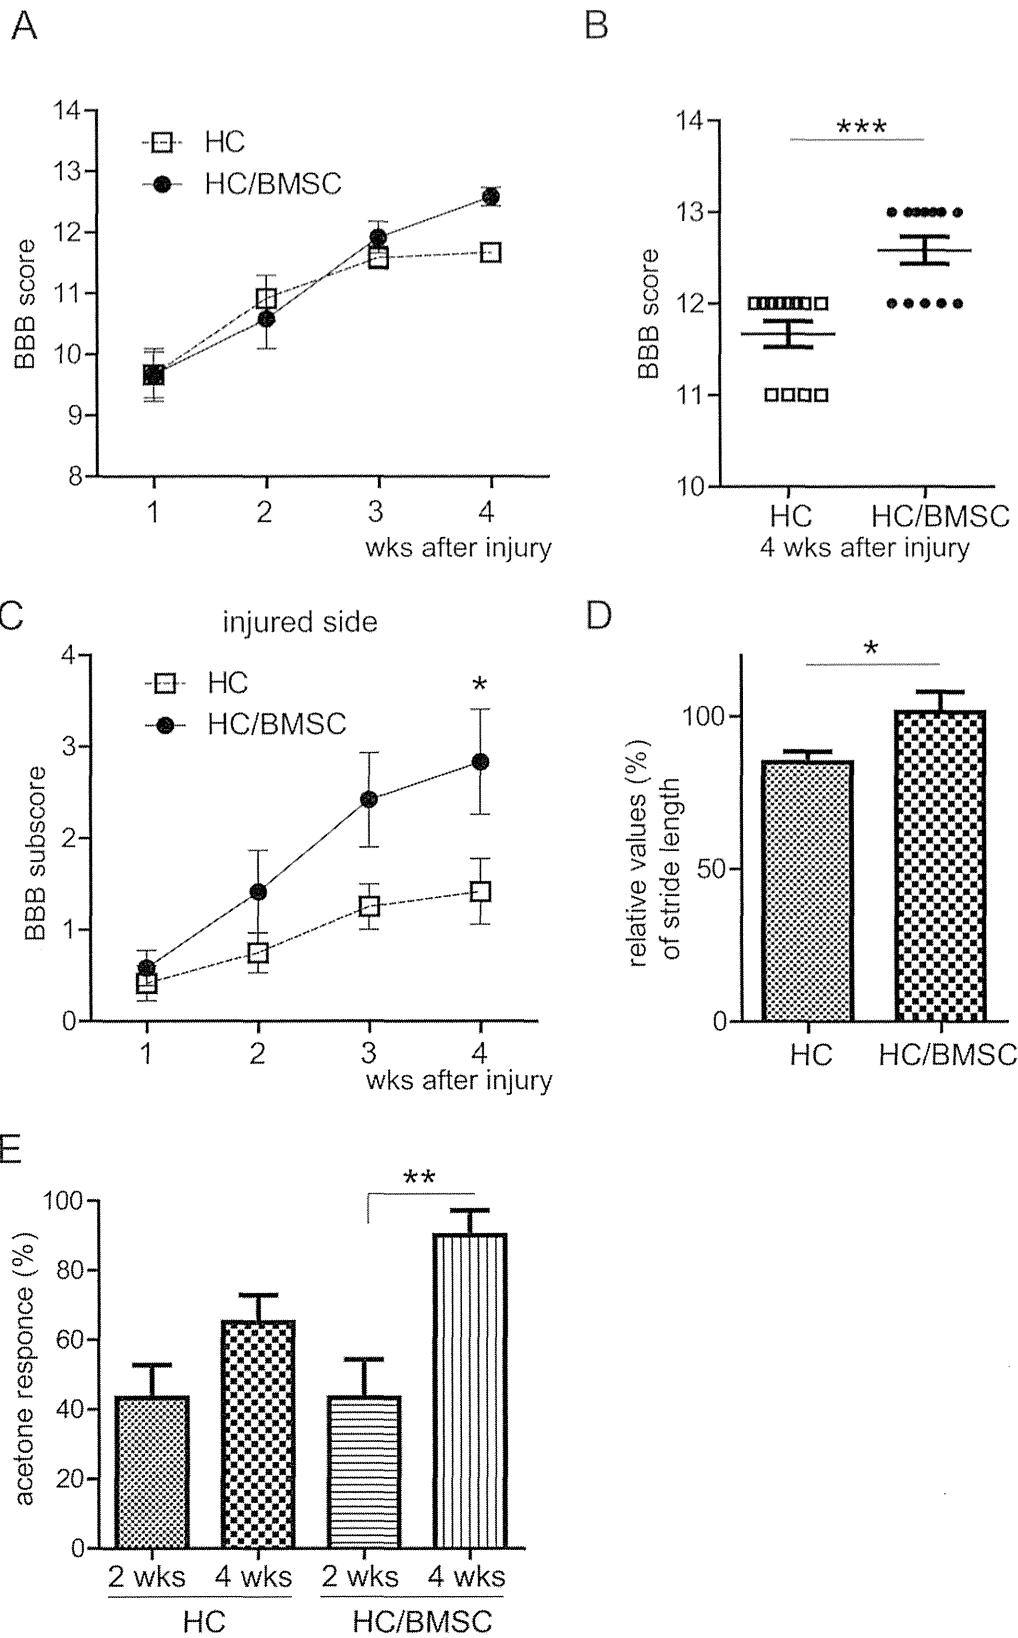 A
14
13
12
11
10
9
8
BBB score
HC
HC/BMSC
1 2 3 4
wks after injury
B
14
13
12
11
10
BBB score
***
HC HC/BMSC
4 wks after injury
C
injured side
4
3
2
1
0
BBB subscore
HC
HC/BMSC
*
1 2 3 4
wks after injury
D
100
50
0
relative values (%)
of stride length
*
HC HC/BMSC
E
100
80
60
40
20
0
acetone responce (%)
**
2 wks 4 wks 2 wks 4 wks
HC HC/BMSC